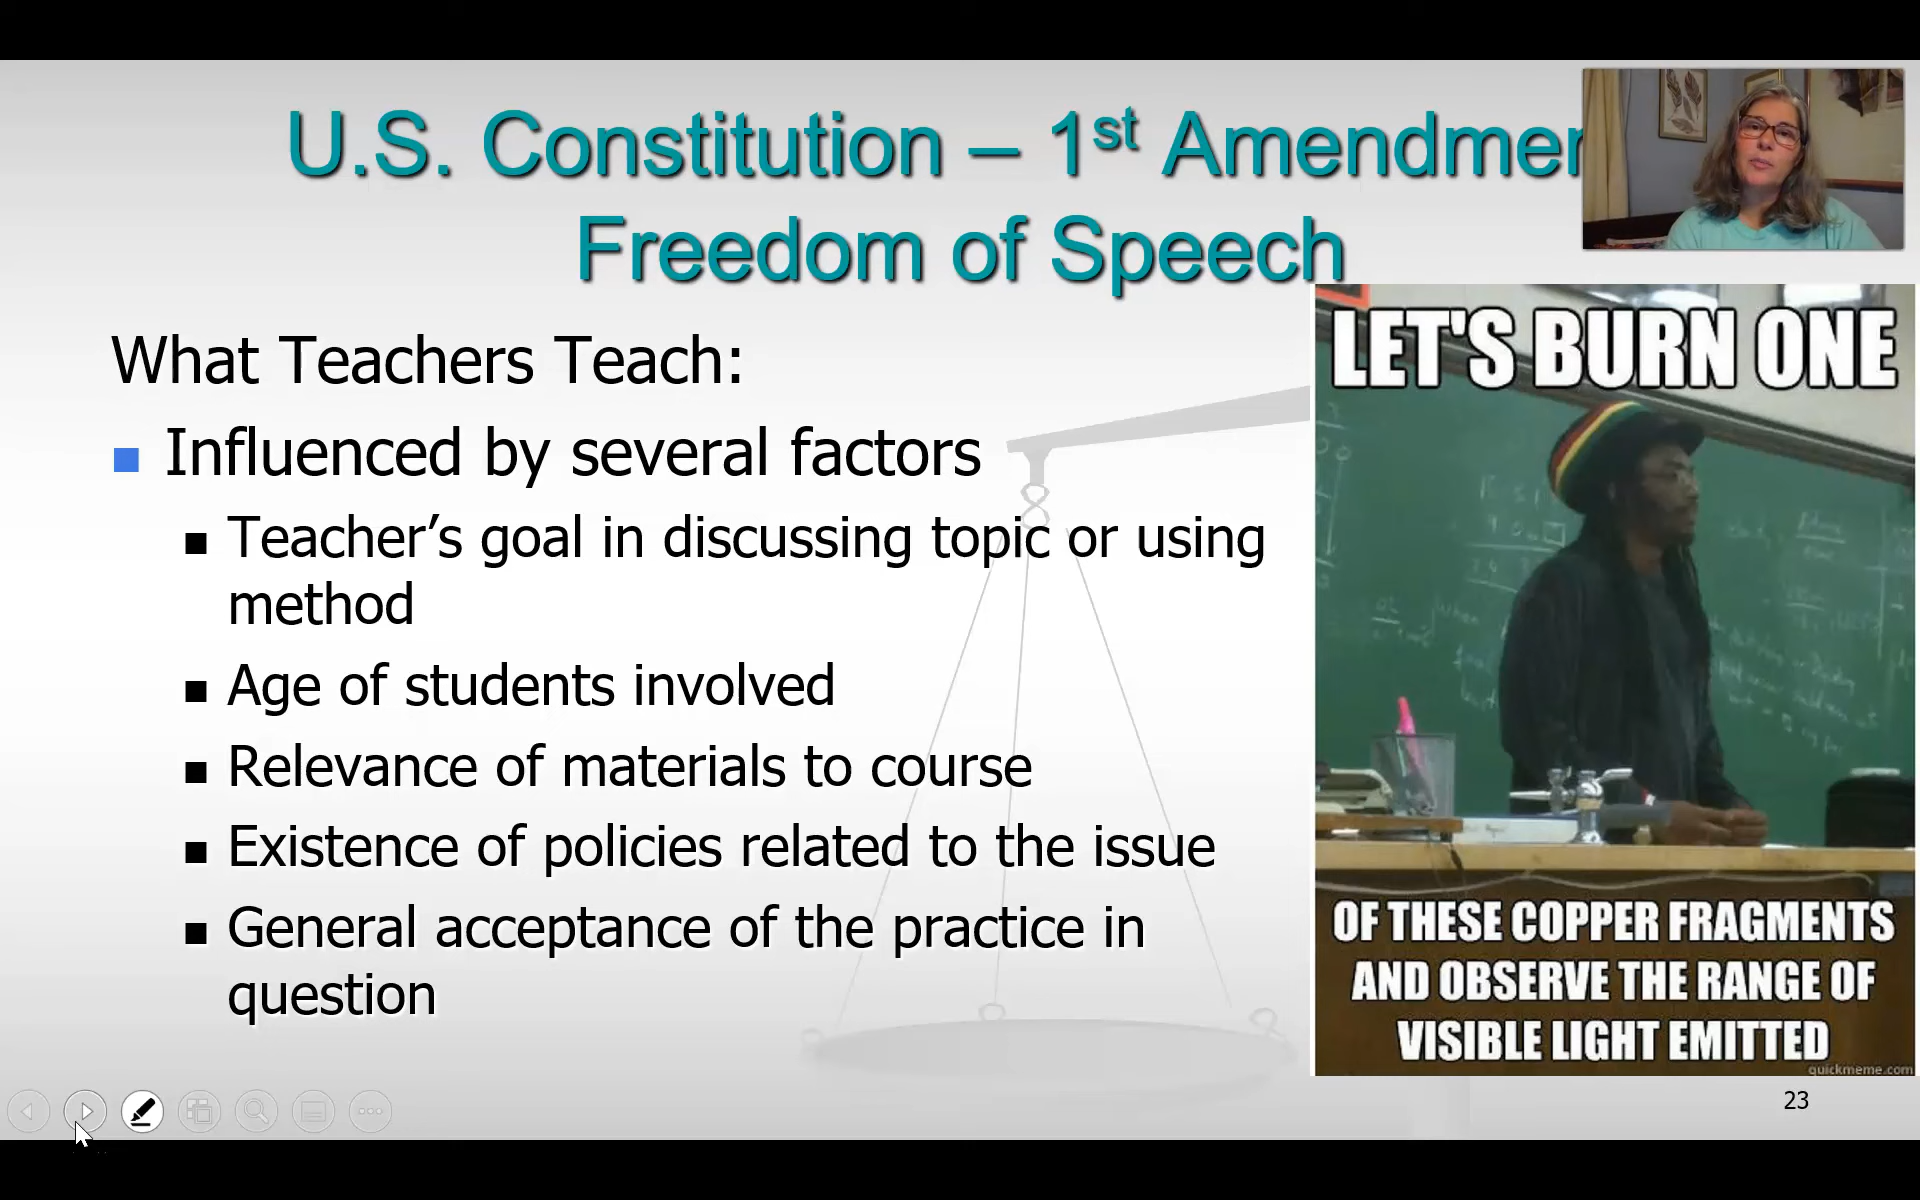 U.S. Constitution – 1st Amendmen
Freedom of Speech
What Teachers Teach:
Influenced by several factors
Teacher’s goal in discussing topic or using
method
Age of students involved
Relevance of materials to course
Existence of policies related to the issue
General acceptance of the practice in
question
LET'S BURN ONE
OF THESE COPPER FRAGMENTS
AND OBSERVE THE RANGE OF
VISIBLE LIGHT EMITTED
quickmeme.com
23